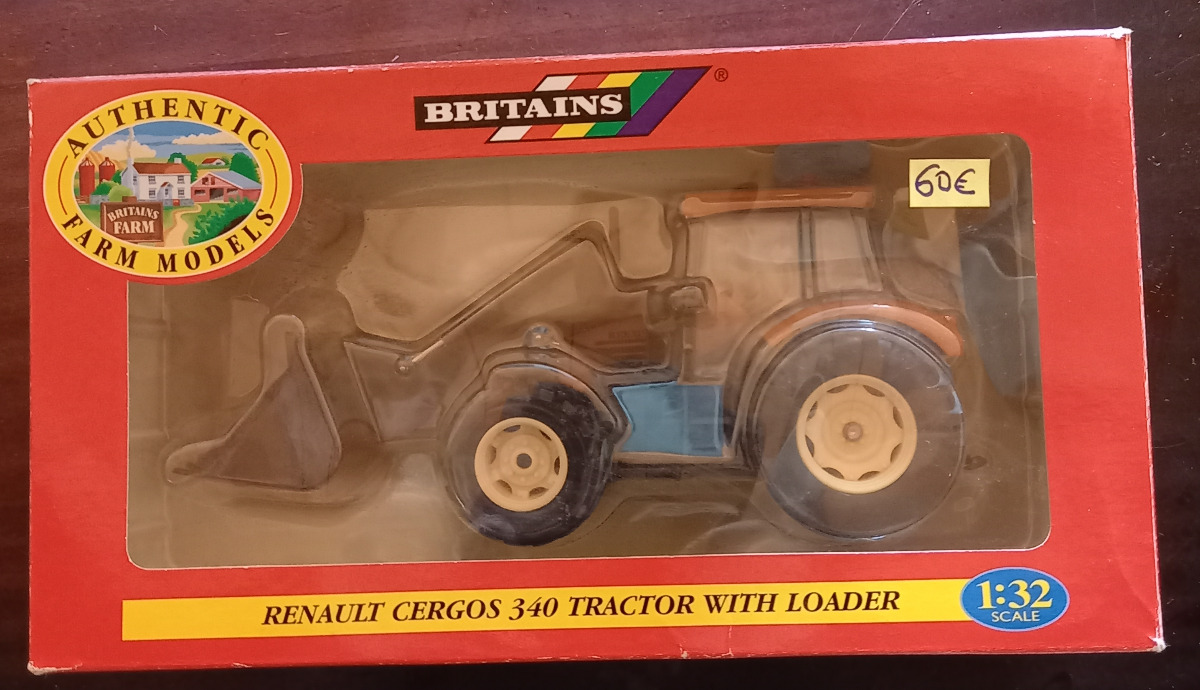 AUTHENTIC
BRITAINS
FARM
FARM MODELS
BRITAINS®
60€
RENAULT CERGOS 340 TRACTOR WITH LOADER
1:32
SCALE